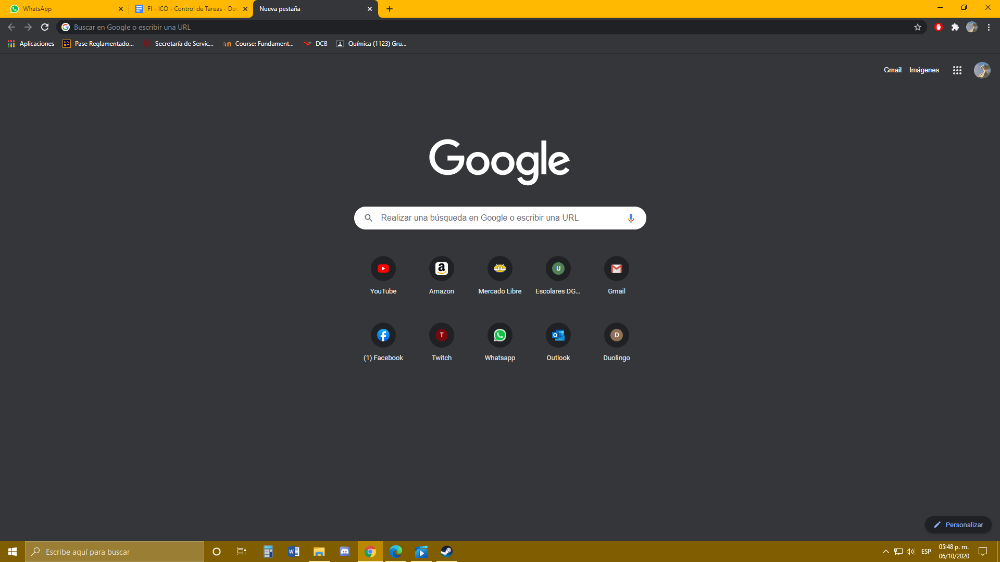 WhatsApp
FI - ICO - Control de Tareas - Doc
Nueva pestaña
Buscar en Google o escribir una URL
Aplicaciones
UNAM
Pase Reglamentado...
Secretaría de Servic...
Course: Fundament...
DCB
Química (1123) Gru...
Gmail
Imágenes
Google
Realizar una búsqueda en Google o escribir una URL
YouTube
Amazon
Mercado Libre
U
Escolares DG...
Gmail
(1) Facebook
T
Twitch
Whatsapp
Outlook
D
Duolingo
Personalizar
Escribe aquí para buscar
ESP
05:48 p. m.
06/10/2020